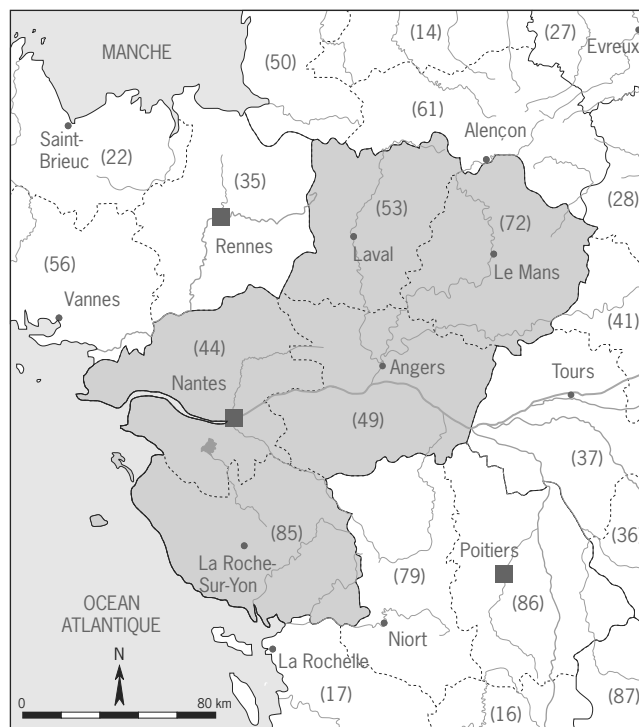 MANCHE
(50)
(14)
(27)
Evreux
(61)
Alençon
Saint-
Brieuc
(22)
(35)
Rennes
(53)
Laval
(72)
Le Mans
(28)
(56)
Vannes
(41)
(44)
Nantes
Angers
Tours
(49)
(37)
(85)
La Roche-
Sur-Yon
(36)
Poitiers
(79)
(86)
OCEAN
ATLANTIQUE
Niort
La Rochelle
N
(17)
(16)
(87)
0
80 km